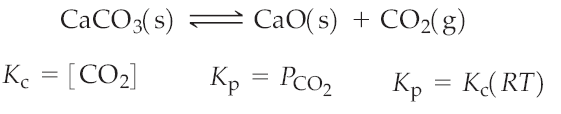 CaCO₃(s) ⇌ CaO(s) + CO₂(g)
K_c = [CO₂] K_p = P_CO₂ K_p = K_c(RT)